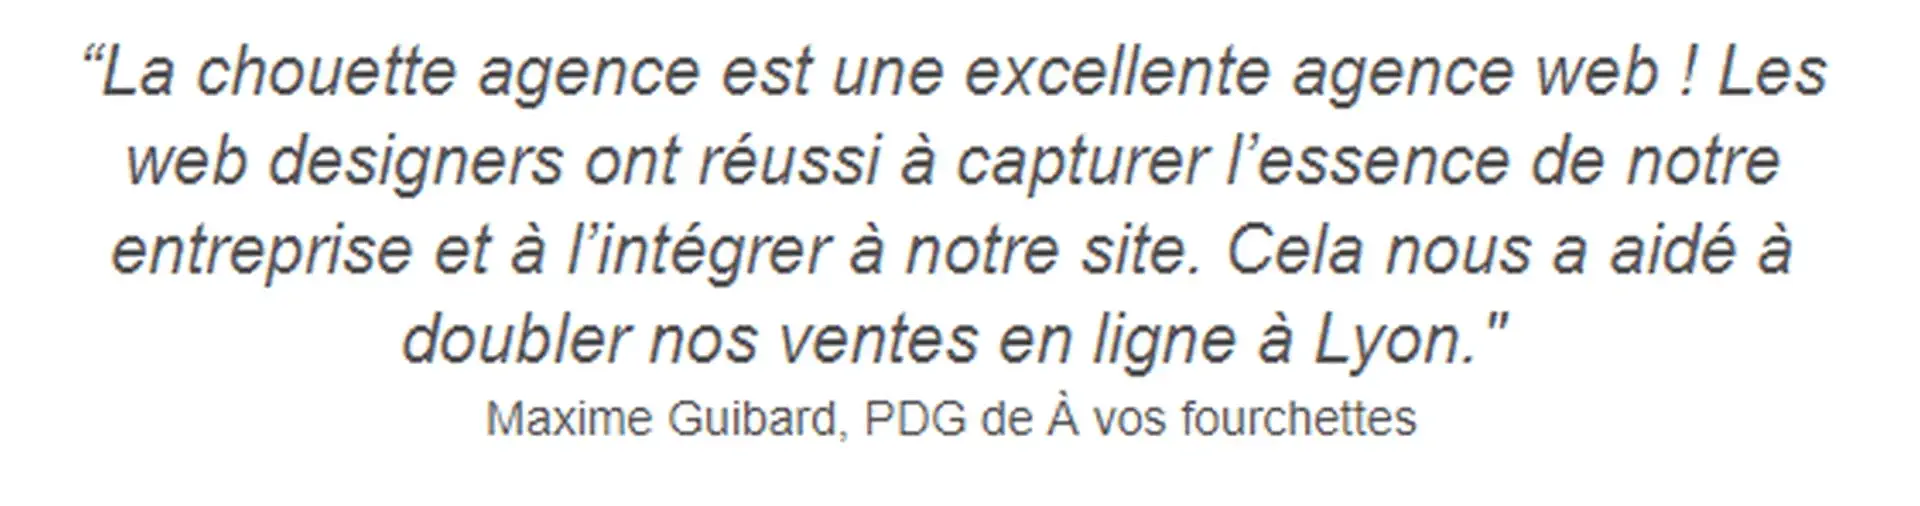 “La chouette agence est une excellente agence web ! Les
web designers ont réussi à capturer l’essence de notre
entreprise et à l’intégrer à notre site. Cela nous a aidé à
doubler nos ventes en ligne à Lyon."
Maxime Guibard, PDG de À vos fourchettes